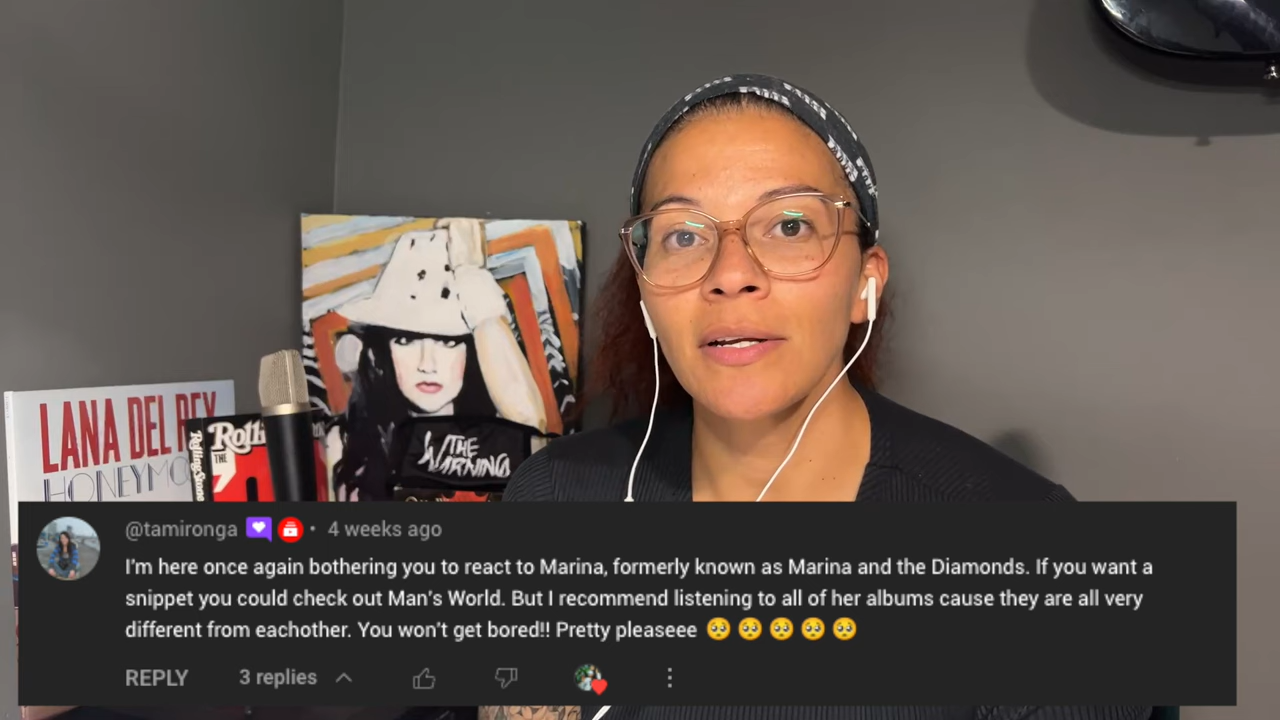 LANA DEL REY
HONEYMO
Rolli
THE
RollingStone
THE
WARNING
@tamironga • 4 weeks ago
I'm here once again bothering you to react to Marina, formerly known as Marina and the Diamonds. If you want a
snippet you could check out Man's World. But I recommend listening to all of her albums cause they are all very
different from eachother. You won't get bored!! Pretty pleaseee 🥺 🥺 🥺 🥺 🥺
REPLY 3 replies